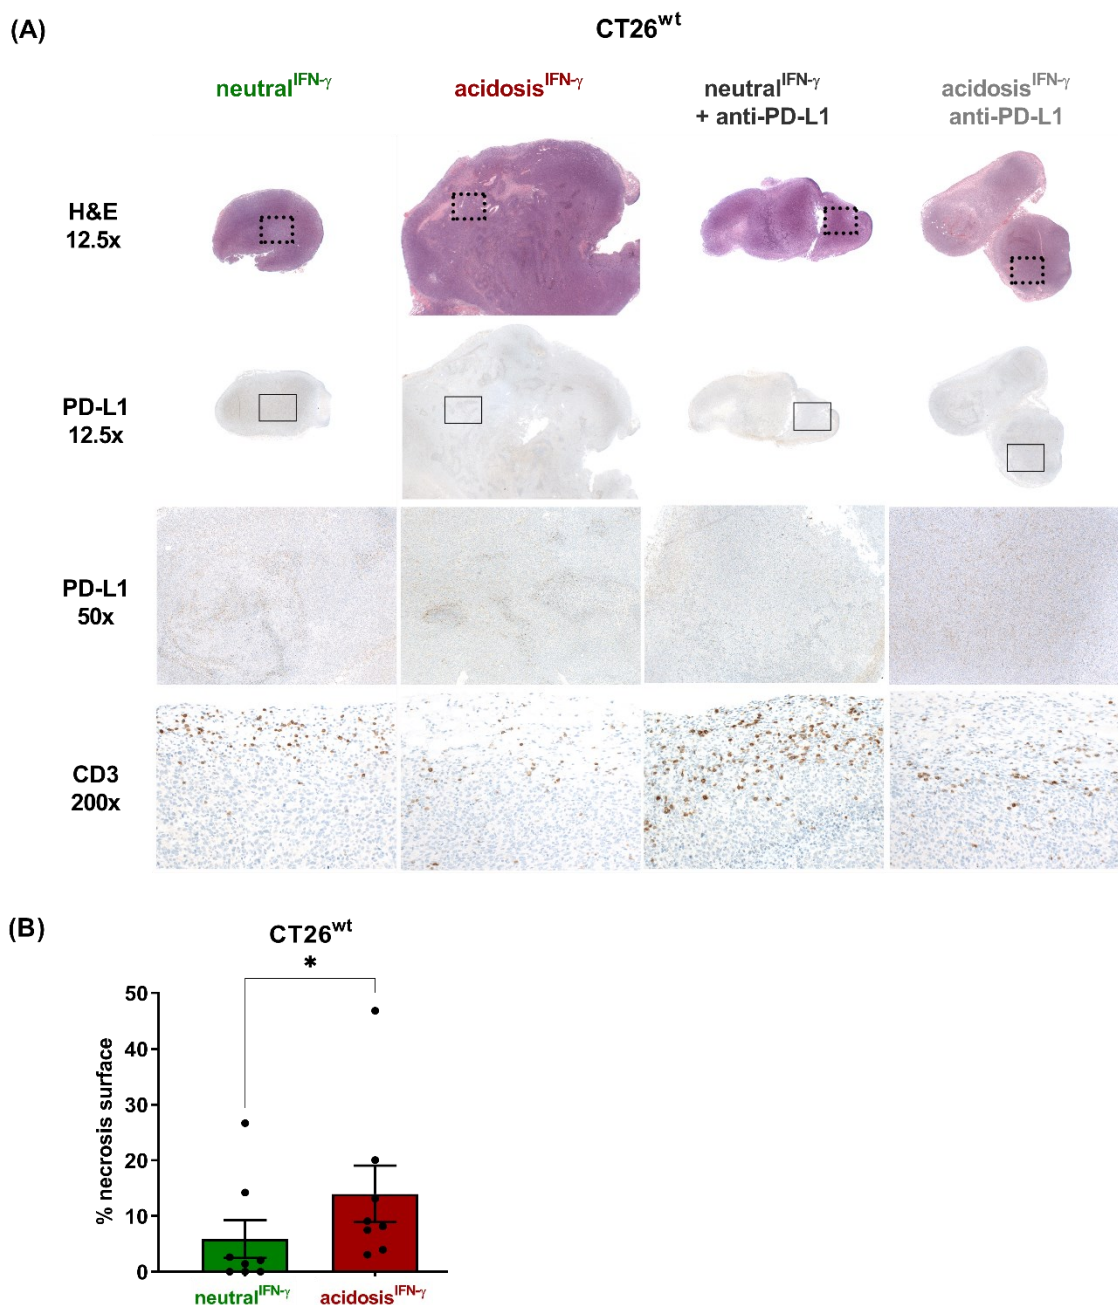 (A)
CT26wt
neutralIFN-γ
acidosisIFN-γ
neutralIFN-γ
+ anti-PD-L1
acidosisIFN-γ
anti-PD-L1
H&E
12.5x
PD-L1
12.5x
PD-L1
50x
CD3
200x
(B)
CT26wt
*
% necrosis surface
50
40
30
20
10
0
neutralIFN-γ
acidosisIFN-γ